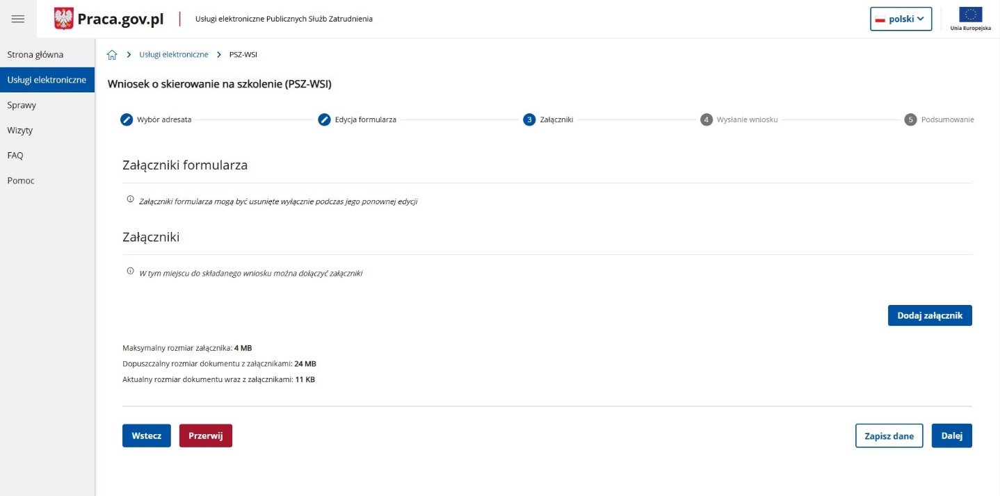 Praca.gov.pl
Usługi elektroniczne Publicznych Służb Zatrudnienia
polski
Unia Europejska
Strona główna
Usługi elektroniczne
Sprawy
Wizyty
FAQ
Pomoc
Usługi elektroniczne > PSZ-WSI
Wniosek o skierowanie na szkolenie (PSZ-WSI)
Wybór adresata
Edycja formularza
3 Załączniki
4 Wysłanie wniosku
5 Podsumowanie
Załączniki formularza
Załączniki formularza mogą być usunięte wyłącznie podczas jego ponownej edycji
Załączniki
W tym miejscu do składanego wniosku można dołączyć załączniki
Dodaj załącznik
Maksymalny rozmiar załącznika: 4 MB
Dopuszczalny rozmiar dokumentu z załącznikami: 24 MB
Aktualny rozmiar dokumentu wraz z załącznikami: 11 KB
Wstecz
Przerwij
Zapisz dane
Dalej